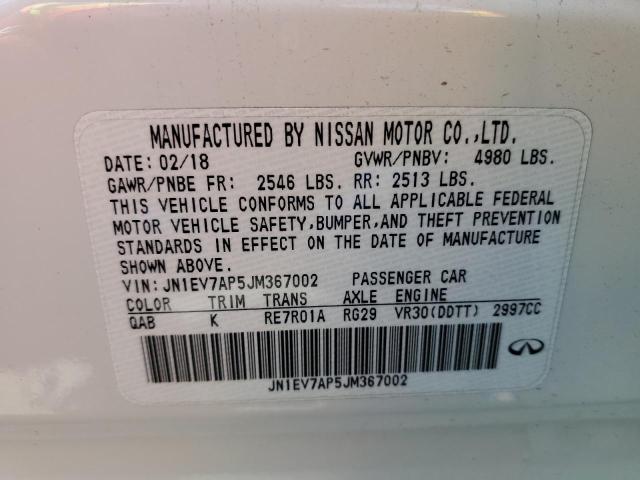 MANUFACTURED BY NISSAN MOTOR CO.,LTD.
DATE: 02/18 GVWR/PNBV: 4980 LBS.
GAWR/PNBE FR: 2546 LBS. RR: 2513 LBS.
THIS VEHICLE CONFORMS TO ALL APPLICABLE FEDERAL
MOTOR VEHICLE SAFETY,BUMPER,AND THEFT PREVENTION
STANDARDS IN EFFECT ON THE DATE OF MANUFACTURE
SHOWN ABOVE.
VIN: JN1EV7AP5JM367002 PASSENGER CAR
COLOR TRIM TRANS AXLE ENGINE
QAB K RE7R01A RG29 VR30(DDTT) 2997CC
JN1EV7AP5JM367002